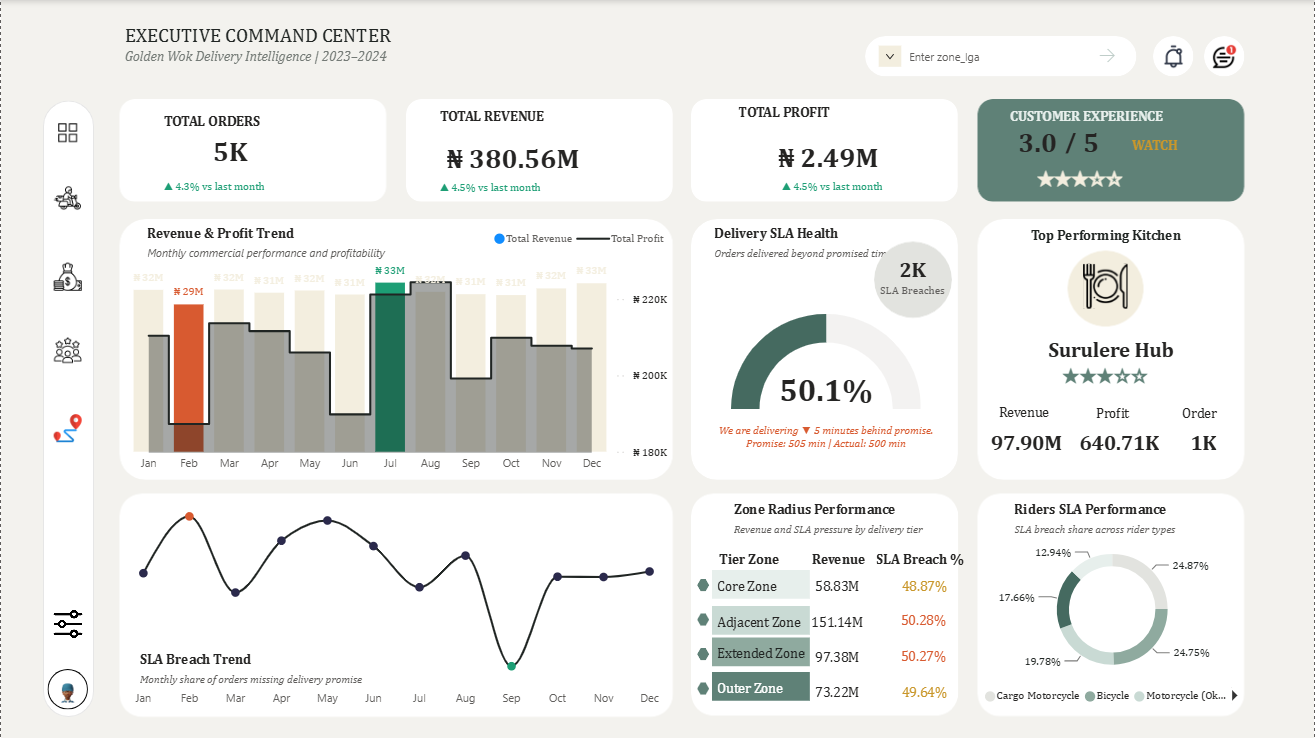 EXECUTIVE COMMAND CENTER
Golden Wok Delivery Intelligence | 2023–2024
Enter zone_lga
1
TOTAL ORDERS
5K
▲ 4.3% vs last month
TOTAL REVENUE
₦ 380.56M
▲ 4.5% vs last month
TOTAL PROFIT
₦ 2.49M
▲ 4.5% vs last month
CUSTOMER EXPERIENCE
3.0 / 5 WATCH
★★★☆☆
Revenue & Profit Trend
Monthly commercial performance and profitability
Total Revenue Total Profit
₦ 32M ₦ 29M ₦ 32M ₦ 31M ₦ 32M ₦ 31M ₦ 33M ₦ 32M ₦ 31M ₦ 31M ₦ 32M ₦ 33M
₦ 220K
₦ 200K
₦ 180K
Jan Feb Mar Apr May Jun Jul Aug Sep Oct Nov Dec
Delivery SLA Health
Orders delivered beyond promised tim
2K
SLA Breaches
50.1%
We are delivering ▼ 5 minutes behind promise.
Promise: 505 min | Actual: 500 min
Top Performing Kitchen
Surulere Hub
★★★☆☆
Revenue Profit Order
97.90M 640.71K 1K
SLA Breach Trend
Monthly share of orders missing delivery promise
Jan Feb Mar Apr May Jun Jul Aug Sep Oct Nov Dec
Zone Radius Performance
Revenue and SLA pressure by delivery tier
Tier Zone Revenue SLA Breach %
Core Zone 58.83M 48.87%
Adjacent Zone 151.14M 50.28%
Extended Zone 97.38M 50.27%
Outer Zone 73.22M 49.64%
Riders SLA Performance
SLA breach share across rider types
12.94%
24.87%
17.66%
19.78%
24.75%
Cargo Motorcycle Bicycle Motorcycle (Ok...